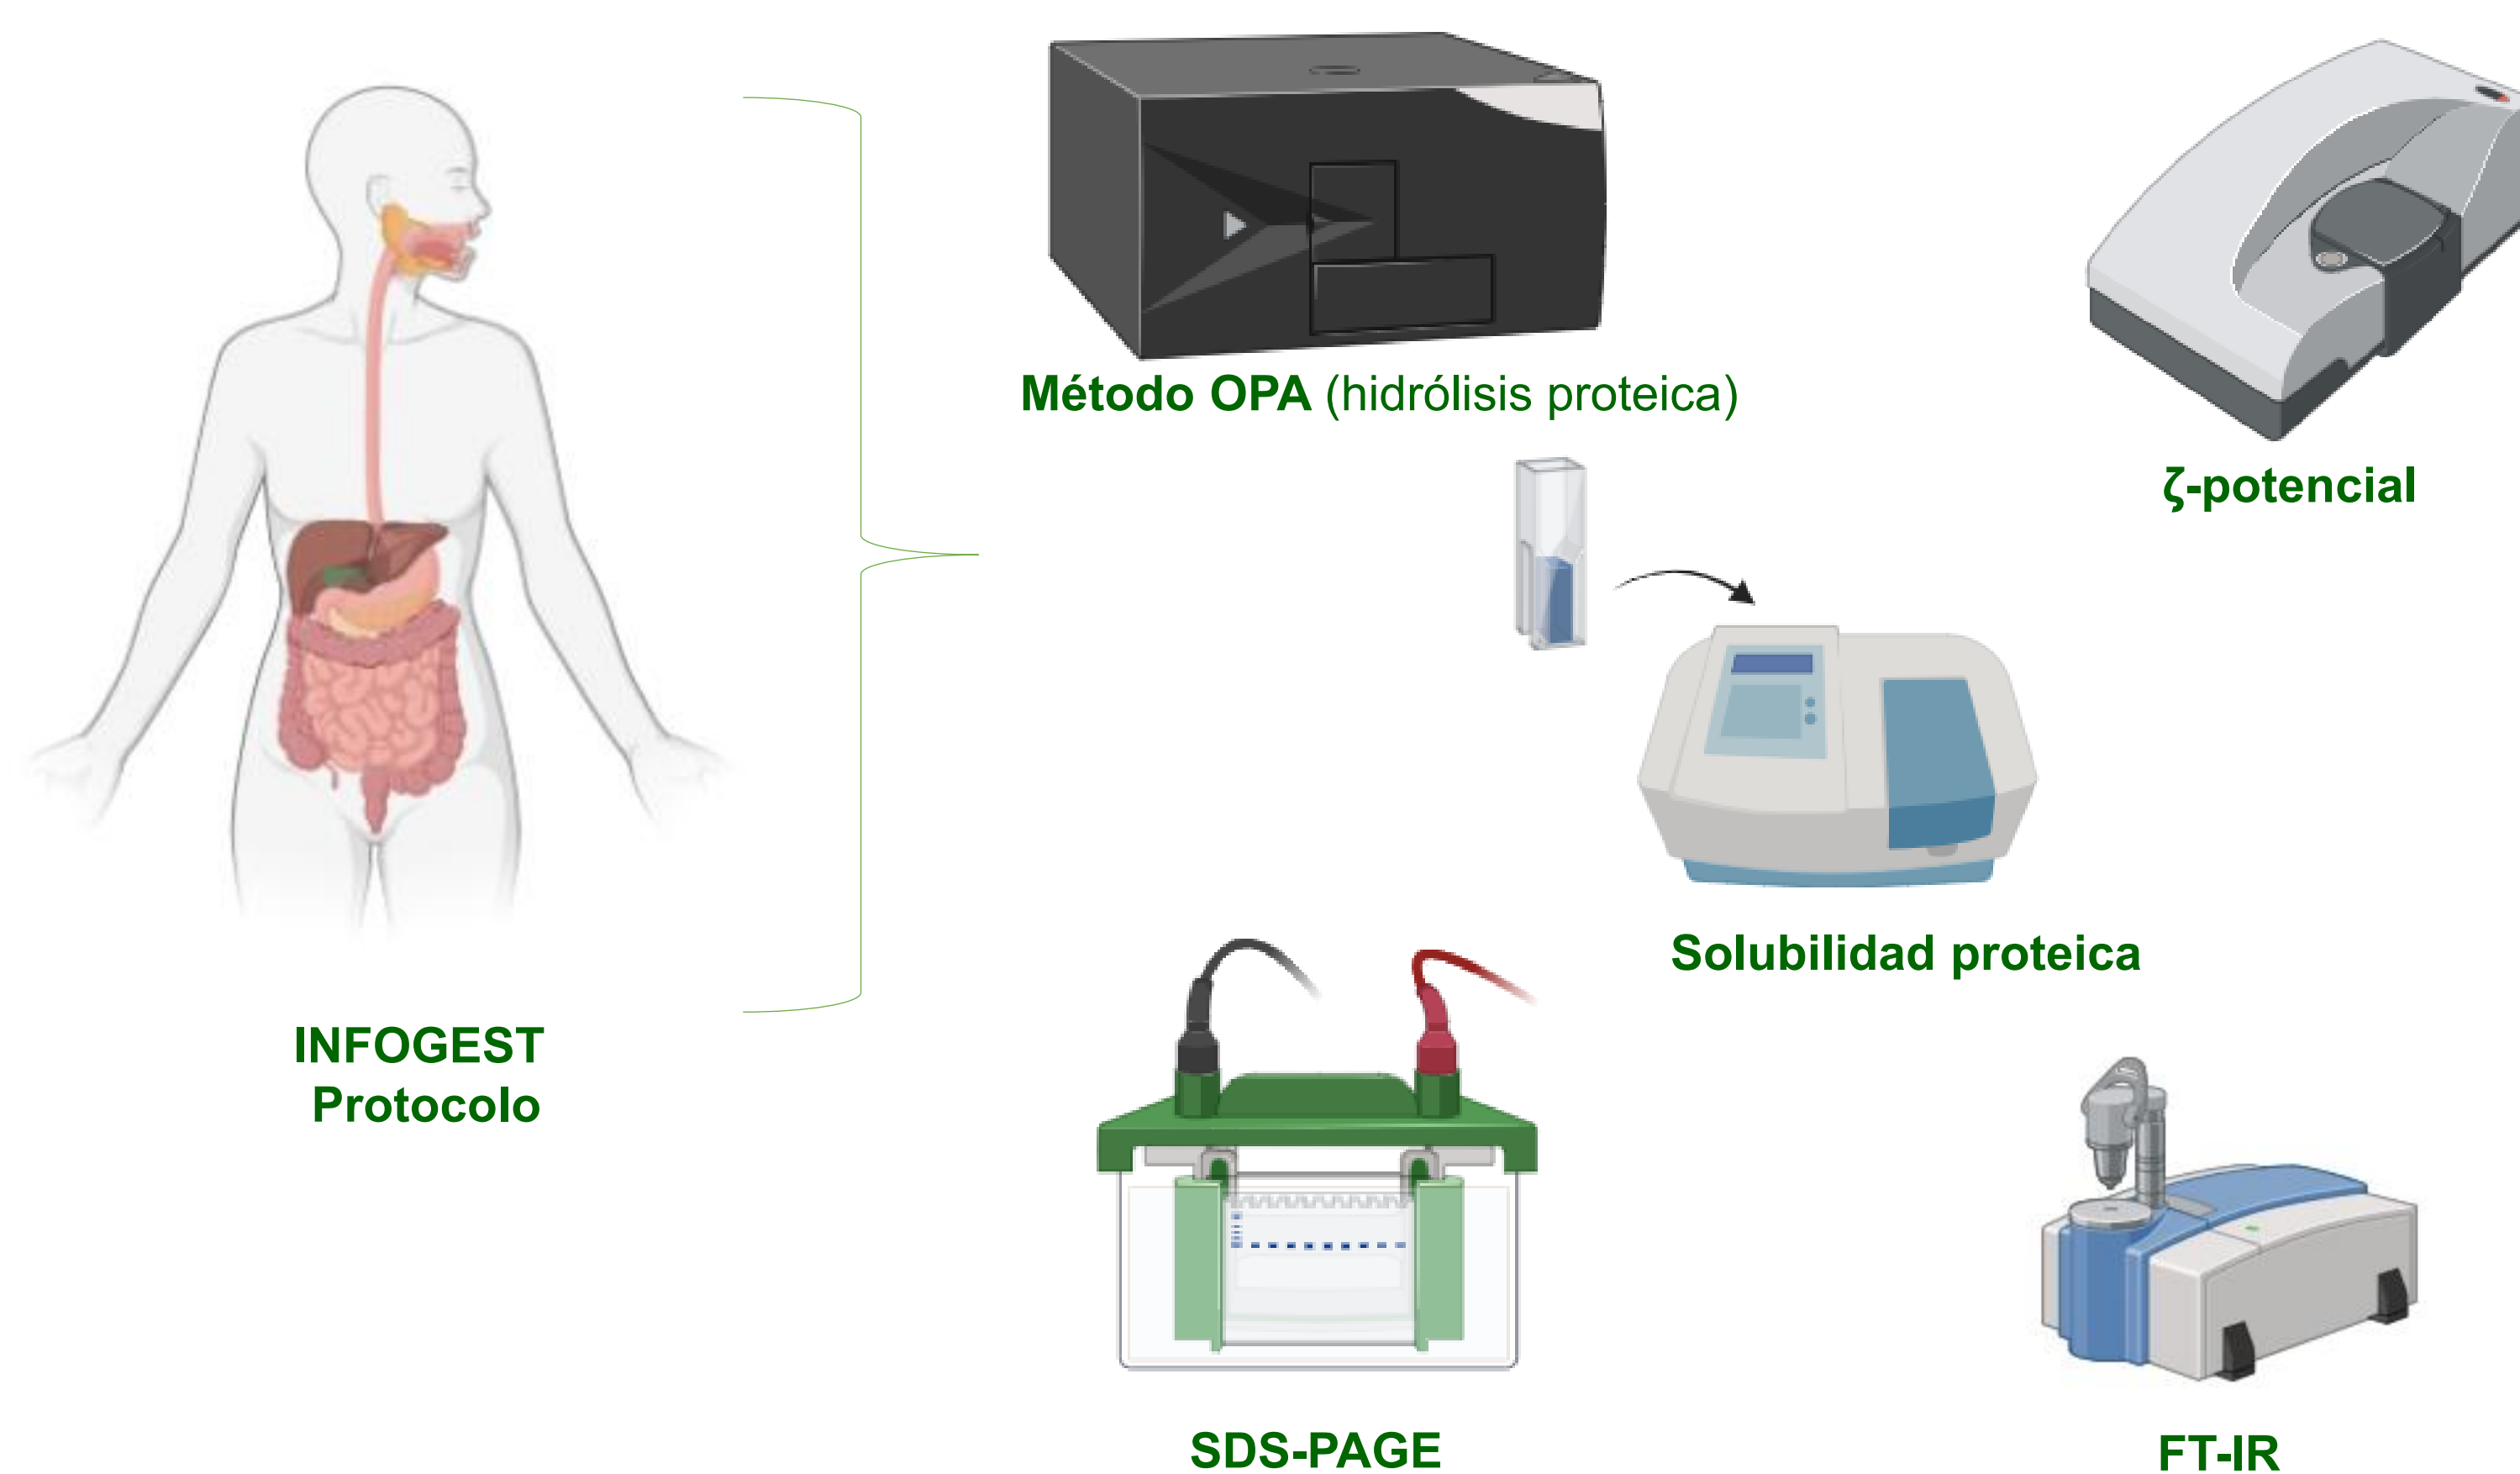 Método OPA (hidrólisis proteica)
ζ-potencial
Solubilidad proteica
INFOGEST
Protocolo
SDS-PAGE
FT-IR